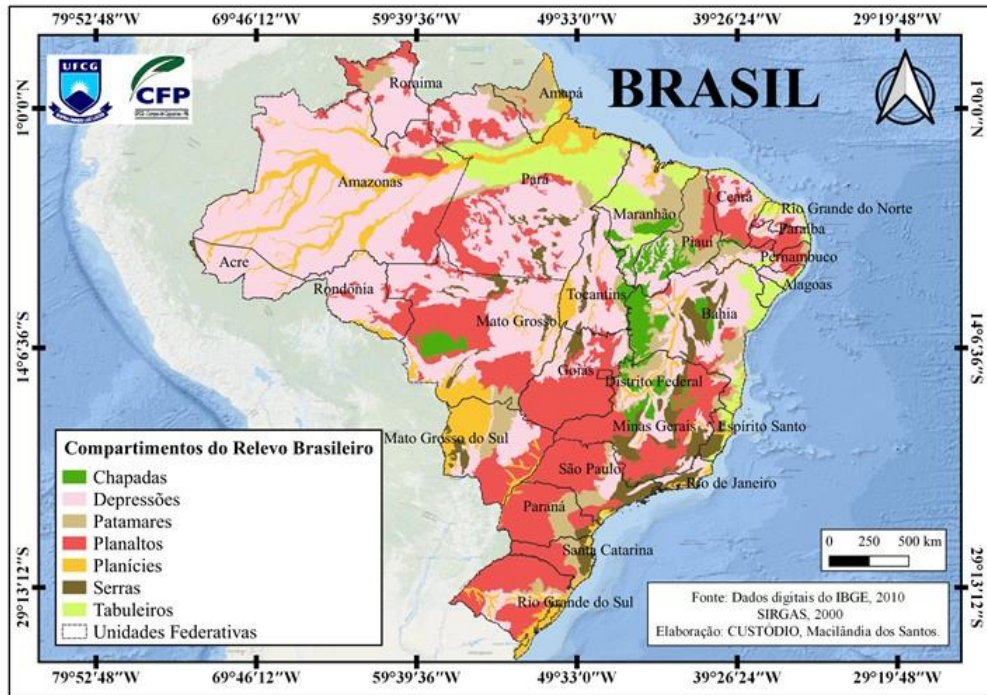 79°52'48''W 69°46'12''W 59°39'36''W 49°33'0''W 39°26'24''W 29°19'48''W
UFCG
CFP
BRASIL
1°0'0''N
1°0'0''N
Roraima
Amapá
Amazonas
Pará
Maranhão
Ceará
Rio Grande do Norte
Paraíba
Piauí
Pernambuco
Alagoas
Acre
Rondônia
Tocantins
Bahia
Mato Grosso
14°6'36''S
14°6'36''S
Goiás
Distrito Federal
Minas Gerais
Espírito Santo
Mato Grosso do Sul
São Paulo
Rio de Janeiro
Paraná
Santa Catarina
Rio Grande do Sul
Compartimentos do Relevo Brasileiro
Chapadas
Depressões
Patamares
Planaltos
Planícies
Serras
Tabuleiros
Unidades Federativas
0 250 500 km
29°13'12''S
29°13'12''S
Fonte: Dados digitais do IBGE, 2010
SIRGAS, 2000
Elaboração: CUSTÓDIO, Macilândia dos Santos.
79°52'48''W 69°46'12''W 59°39'36''W 49°33'0''W 39°26'24''W 29°19'48''W